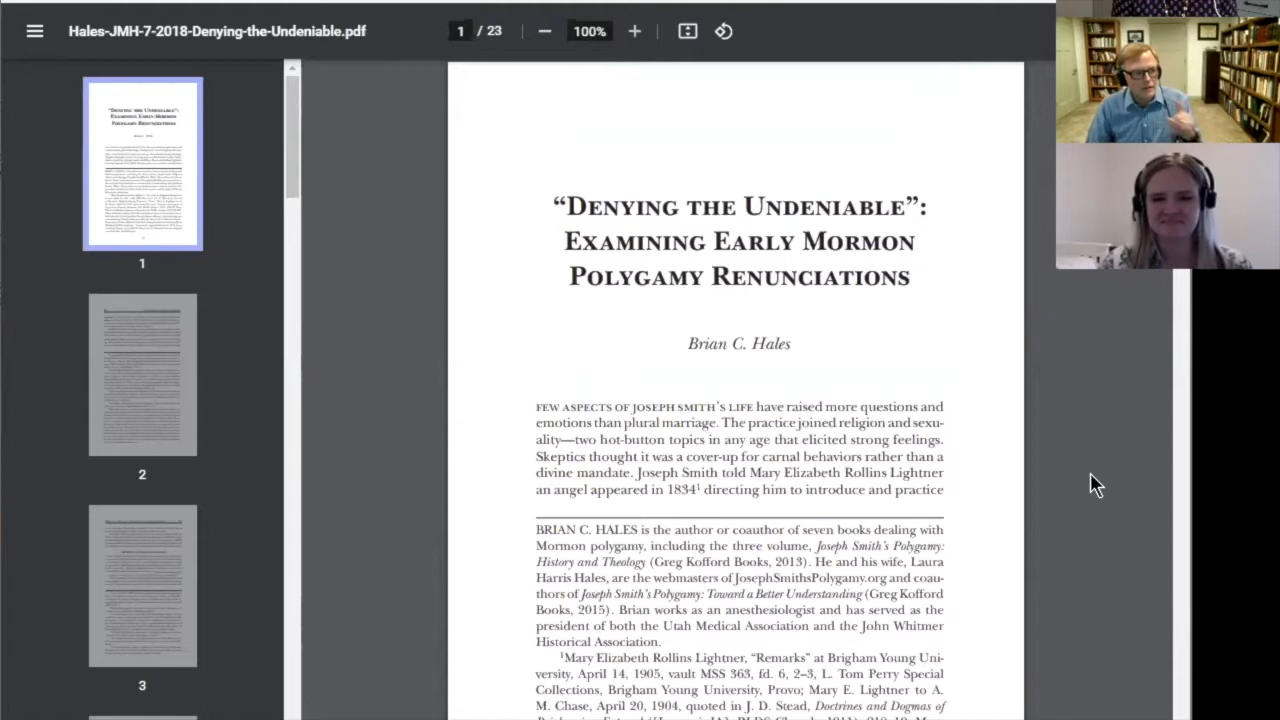 Hales-JMH-7-2018-Denying-the-Undeniable.pdf
1 / 23
100%
1
2
3
“DENYING THE UNDENIABLE”:
EXAMINING EARLY MORMON
POLYGAMY RENUNCIATIONS
Brian C. Hales
FEW ASPECTS OF JOSEPH SMITH’S LIFE have raised more questions and
emotions than plural marriage. The practice joined religion and sexu-
ality—two hot-button topics in any age that elicited strong feelings.
Skeptics thought it was a cover-up for carnal behaviors rather than a
divine mandate. Joseph Smith told Mary Elizabeth Rollins Lightner
an angel appeared in 1834¹ directing him to introduce and practice
BRIAN C. HALES is the author or coauthor of seven books dealing with
Mormon polygamy, including the three volume, Joseph Smith’s Polygamy:
History and Theology (Greg Kofford Books, 2013). He and his wife, Laura
Harris Hales, are the webmasters of JosephSmithsPolygamy.org and coau-
thors of Joseph Smith’s Polygamy: Toward a Better Understanding (Greg Kofford
Books, 2015). Brian works as an anesthesiologist and has served as the
president of both the Utah Medical Association and the John Whitmer
Historical Association.
¹Mary Elizabeth Rollins Lightner, “Remarks” at Brigham Young Uni-
versity, April 14, 1905, vault MSS 363, fd. 6, 2–3, L. Tom Perry Special
Collections, Brigham Young University, Provo; Mary E. Lightner to A.
M. Chase, April 20, 1904, quoted in J. D. Stead, Doctrines and Dogmas of